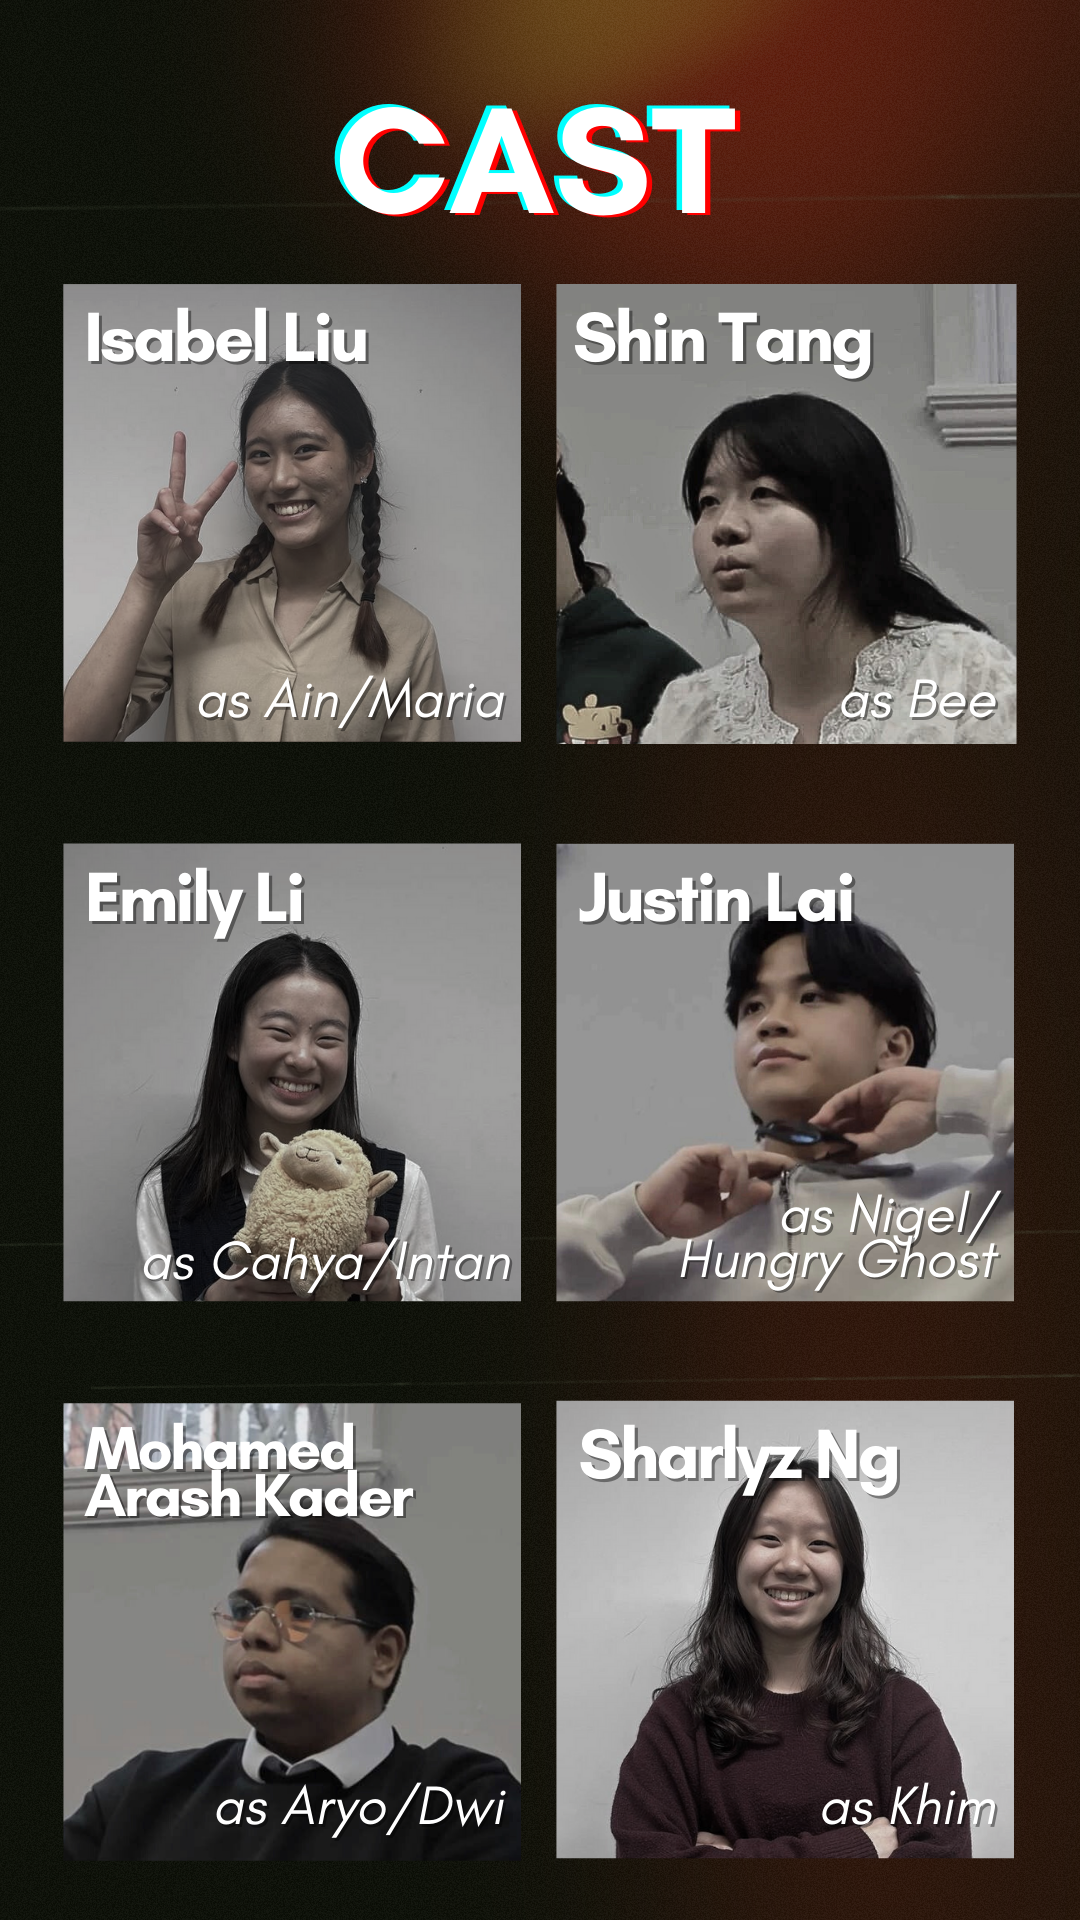 CAST
Isabel Liu
as Ain/Maria
Shin Tang
as Bee
Emily Li
as Cahya/Intan
Justin Lai
as Nigel/
Hungry Ghost
Mohamed
Arash Kader
as Aryo/Dwi
Sharlyz Ng
as Khim